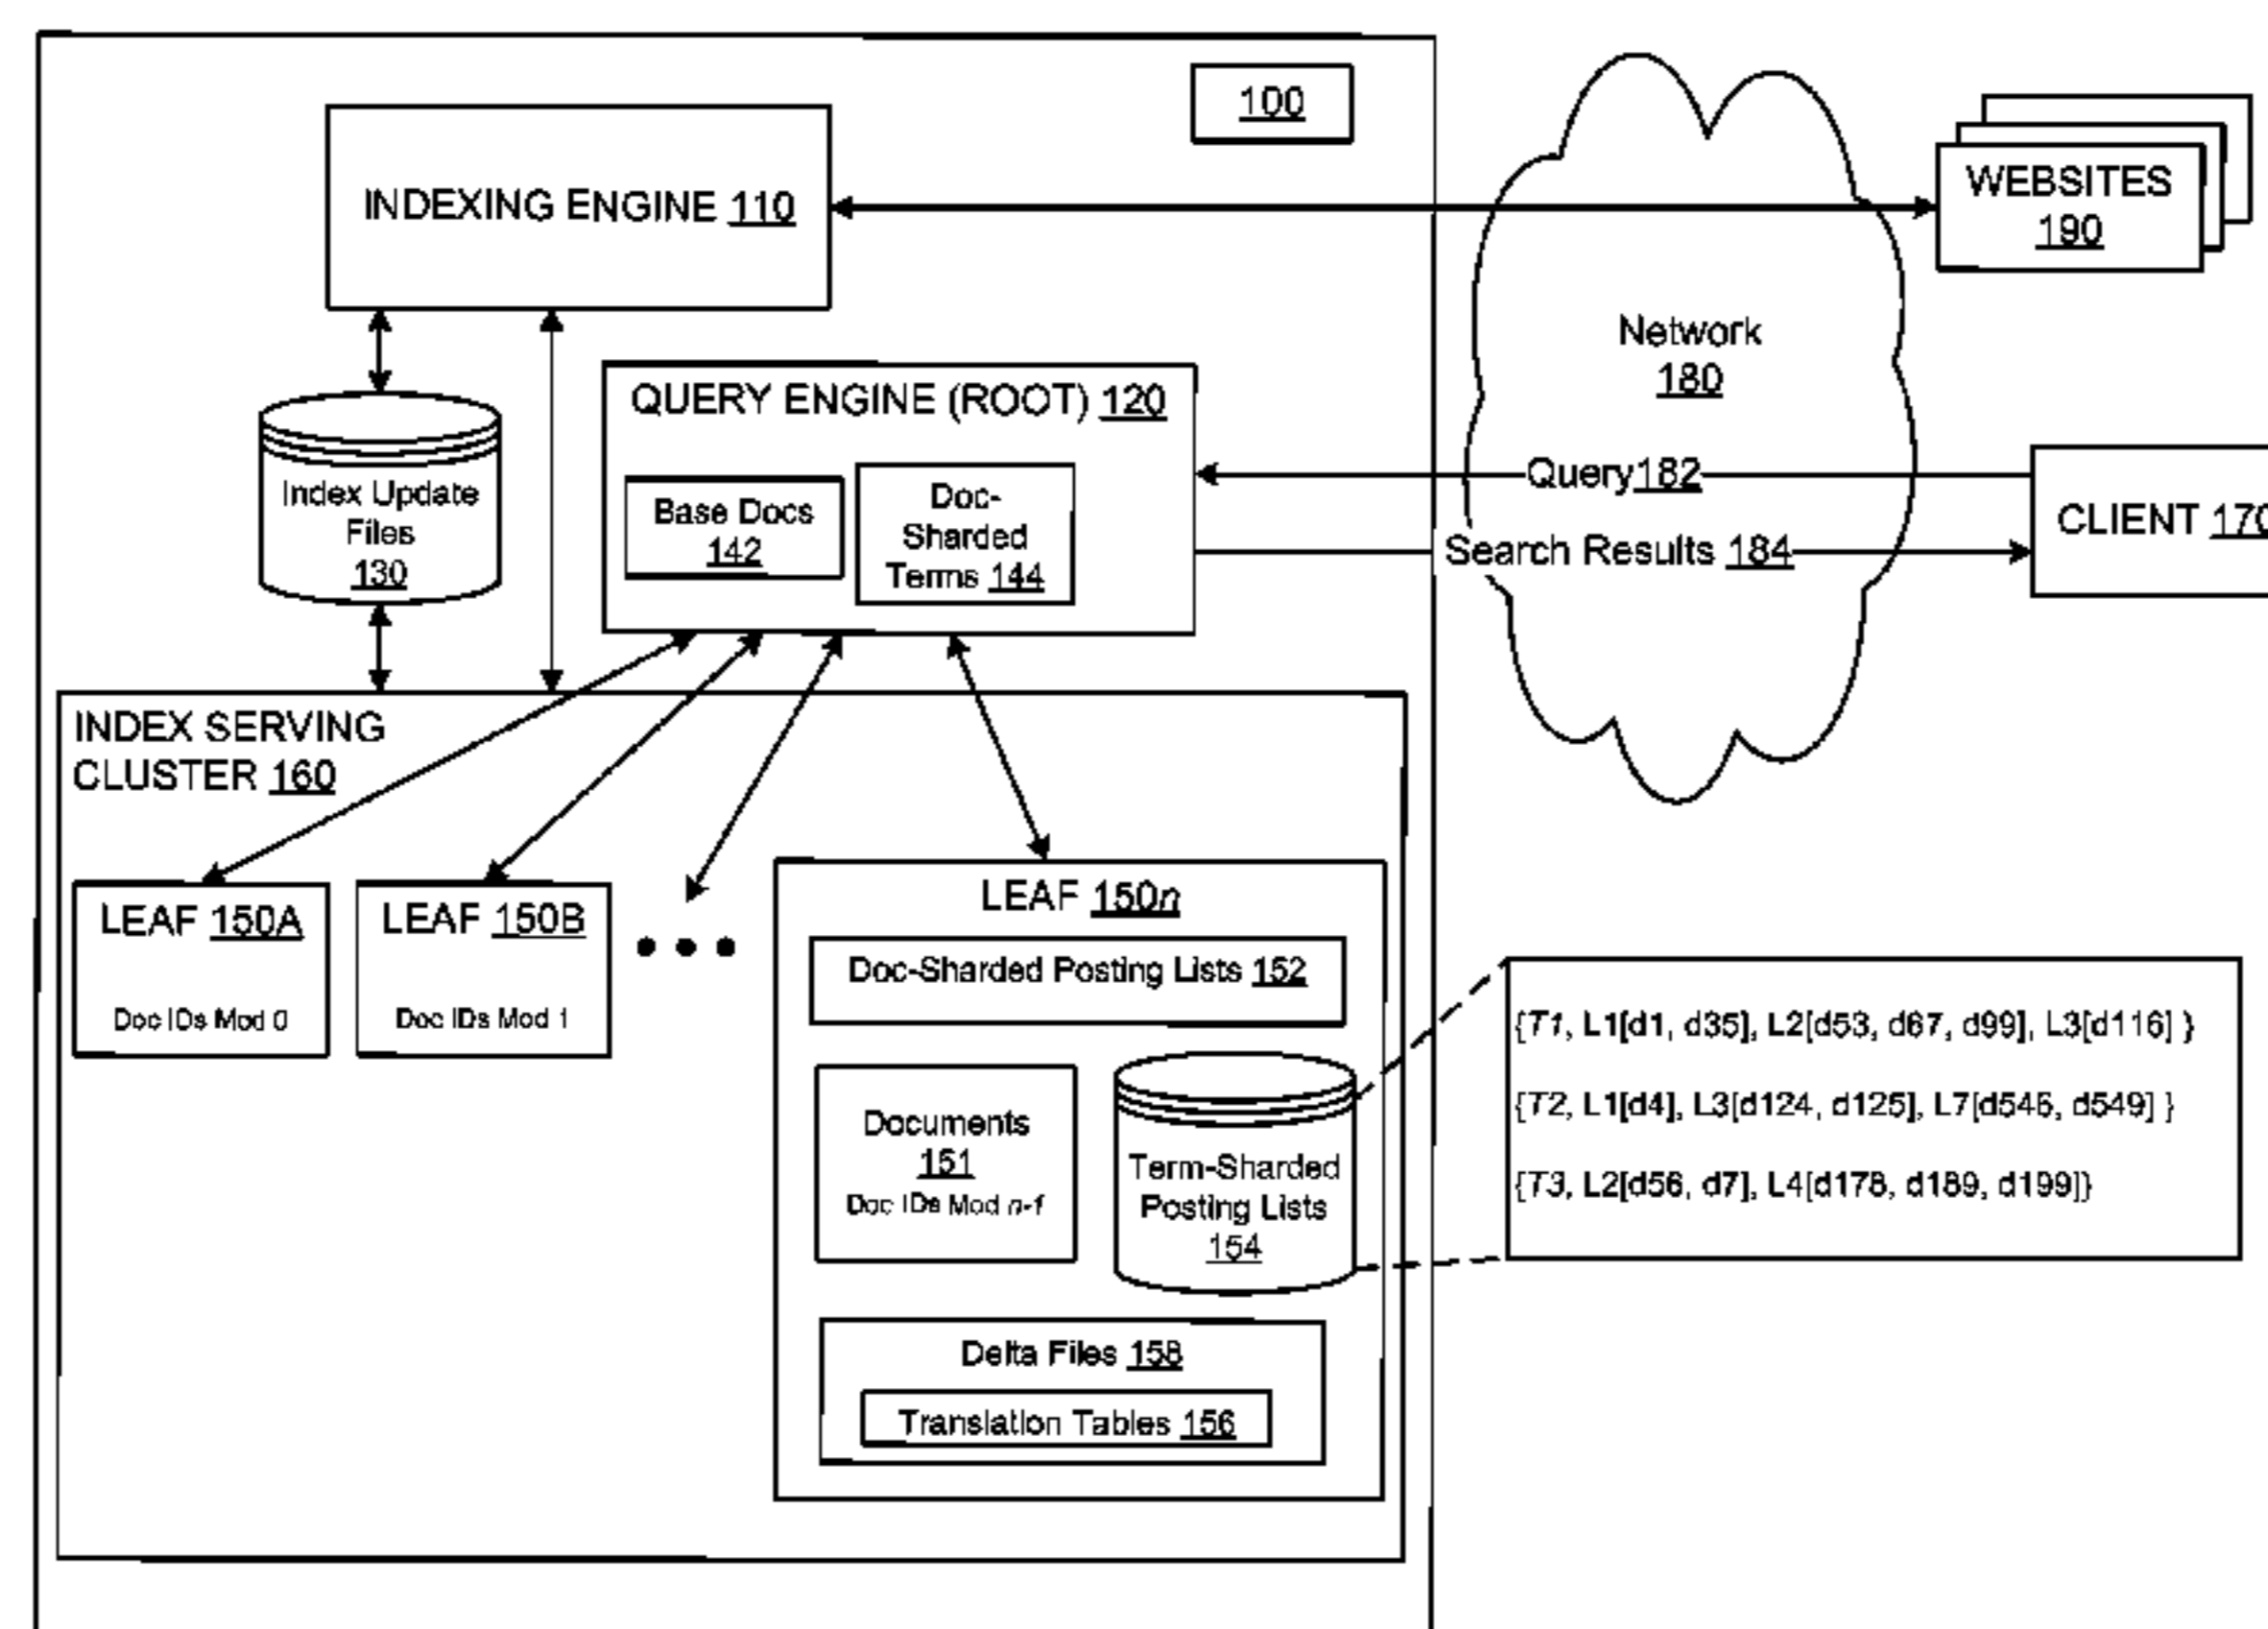 100
INDEXING ENGINE 110
WEBSITES
190
Network
180
QUERY ENGINE (ROOT) 120
Base Docs
142
Doc-
Sharded
Terms 144
Index Update
Files
130
Query 182
Search Results 184
CLIENT 170
INDEX SERVING
CLUSTER 160
LEAF 150A
Doc IDs Mod 0
LEAF 150B
Doc IDs Mod 1
LEAF 150n
Doc-Sharded Posting Lists 152
Documents
151
Doc IDs Mod n-1
Term-Sharded
Posting Lists
154
Delta Files 158
Translation Tables 156
{T1, L1[d1, d35], L2[d53, d67, d99], L3[d116] }
{T2, L1[d4], L3[d124, d125], L7[d546, d549] }
{T3, L2[d56, d7], L4[d178, d189, d199]}